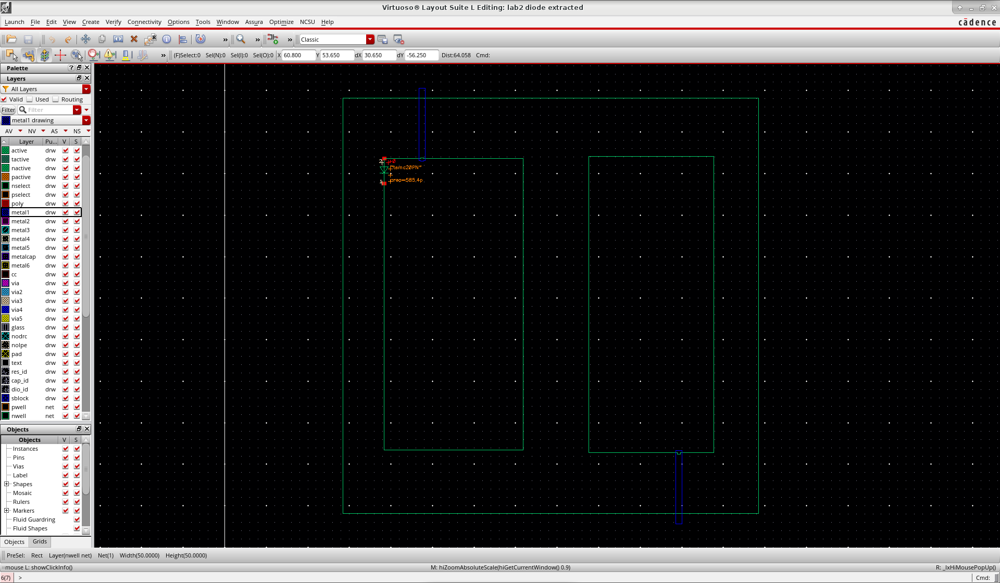 Virtuoso® Layout Suite L Editing: lab2 diode extracted
Launch File Edit View Create Verify Connectivity Options Tools Window Assura Optimize NCSU Help
cādence
» » » Classic
» (F)Select:0 Sel(N):0 Sel(I):0 Sel(O):0 X 60.800 Y 53.650 dX 30.650 dY -56.250 Dist:64.058 Cmd:
Palette
Layers
All Layers
Valid Used Routing
Filter Filter
metal1 drawing
AV NV AS NS
Layer Pu... V S
active drw
tactive drw
nactive drw
pactive drw
nselect drw
pselect drw
poly drw
metal1 drw
metal2 drw
metal3 drw
metal4 drw
metal5 drw
metalcap drw
metal6 drw
cc drw
via drw
via2 drw
via3 drw
via4 drw
via5 drw
glass drw
nodrc drw
nolpe drw
pad drw
text drw
res_id drw
cap_id drw
dio_id drw
sblock drw
pwell net
nwell net
Objects
Objects V S
Instances
Pins
Vias
Label
Shapes
Mosaic
Rulers
Markers
Fluid Guardring
Fluid Shapes
Objects Grids
2
"tsmc20PN"
area=585.4p
1
PreSel: Rect Layer(nwell net) Net(1) Width(50.0000) Height(50.0000)
mouse L: showClickInfo() M: hiZoomAbsoluteScale(hiGetCurrentWindow() 0.9) R: _lxHiMousePopUp()
6(7) > Cmd: